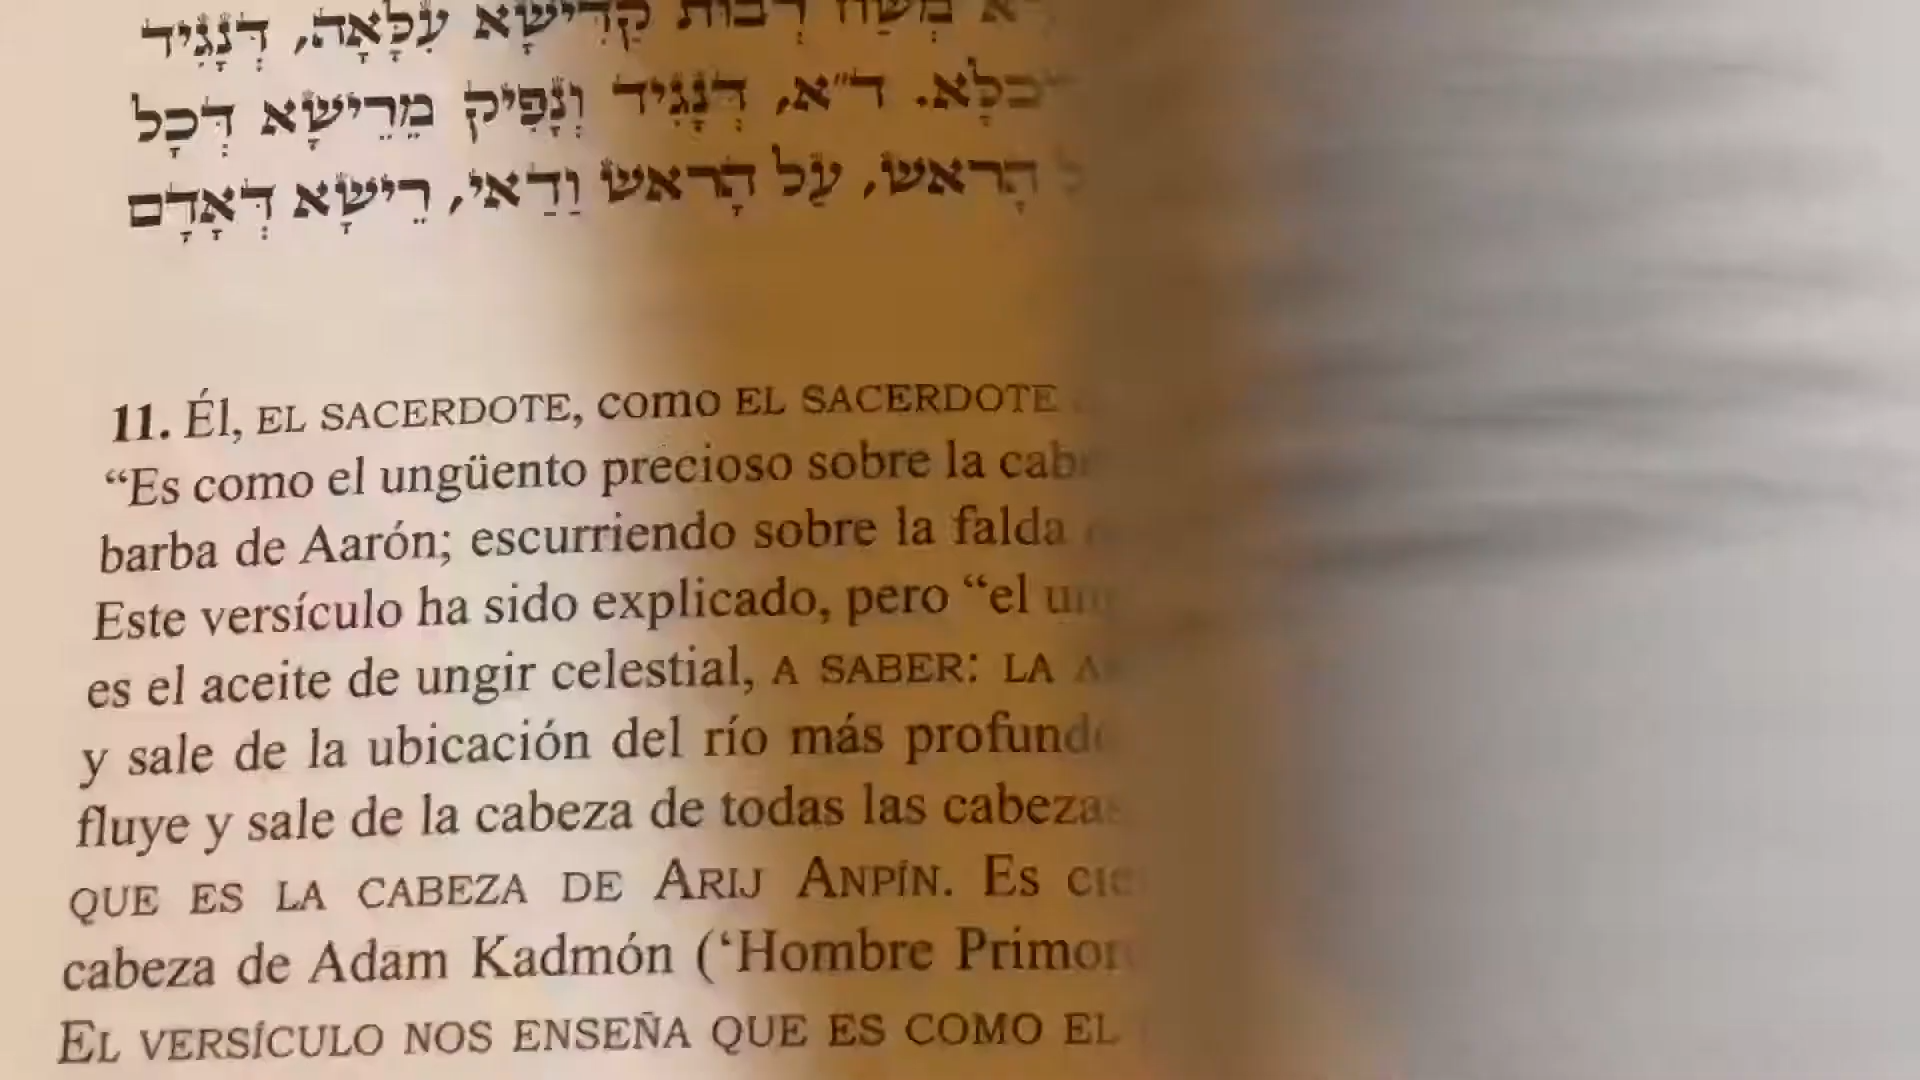 מְשַׁח רְבוּת קַדִּישָׁא עִלָּאָה, דְּנָגִיד
דְכֹלָּא. ד״א, דְּנָגִיד וְנָפִיק מֵרֵישָׁא דְּכָל
הָרֹאשׁ, עַל הָרֹאשׁ וַדַאי, רֵישָׁא דְּאָדָם
11. Él, EL SACERDOTE, como EL SACERDOTE
“Es como el ungüento precioso sobre la
barba de Aarón; escurriendo sobre la falda
Este versículo ha sido explicado, pero “el
es el aceite de ungir celestial, A SABER: LA
y sale de la ubicación del río más profundo
fluye y sale de la cabeza de todas las cabezas
QUE ES LA CABEZA DE ARIJ ANPÍN. Es
cabeza de Adam Kadmón (‘Hombre
EL VERSÍCULO NOS ENSEÑA QUE ES COMO EL